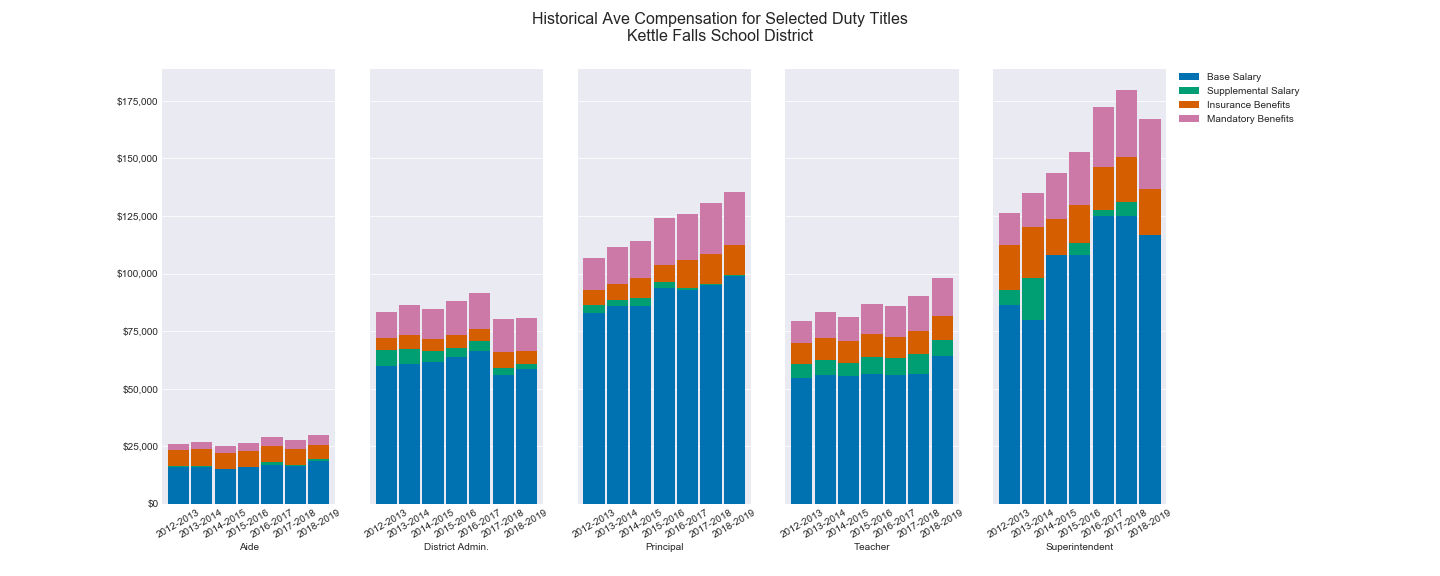 Historical Ave Compensation for Selected Duty Titles
Kettle Falls School District
Base Salary
Supplemental Salary
Insurance Benefits
Mandatory Benefits
$175,000
$150,000
$125,000
$100,000
$75,000
$50,000
$25,000
$0
2012-2013 2013-2014 2014-2015 2015-2016 2016-2017 2017-2018 2018-2019
Aide
2012-2013 2013-2014 2014-2015 2015-2016 2016-2017 2017-2018 2018-2019
District Admin.
2012-2013 2013-2014 2014-2015 2015-2016 2016-2017 2017-2018 2018-2019
Principal
2012-2013 2013-2014 2014-2015 2015-2016 2016-2017 2017-2018 2018-2019
Teacher
2012-2013 2013-2014 2014-2015 2015-2016 2016-2017 2017-2018 2018-2019
Superintendent